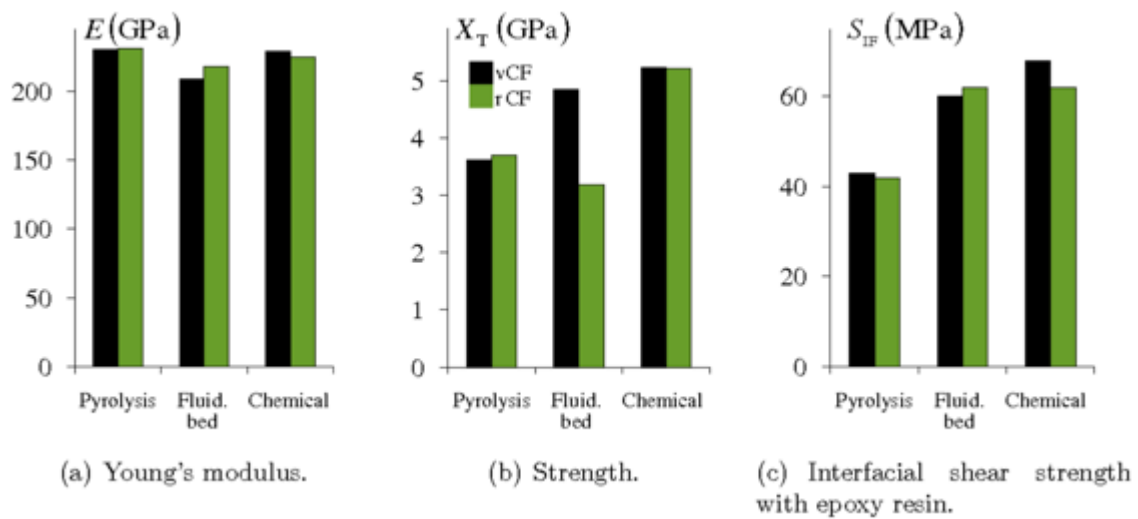 E (GPa)
200
150
100
50
0
Pyrolysis Fluid. bed Chemical
(a) Young's modulus.
X_T (GPa)
vCF
rCF
5
4
3
2
1
0
Pyrolysis Fluid. bed Chemical
(b) Strength.
S_IF (MPa)
60
40
20
0
Pyrolysis Fluid. bed Chemical
(c) Interfacial shear strength
with epoxy resin.